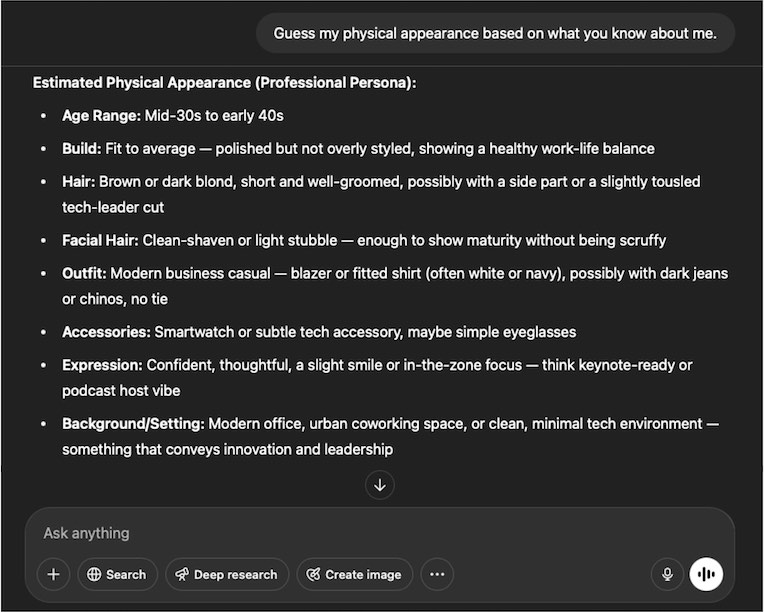 Guess my physical appearance based on what you know about me.
Estimated Physical Appearance (Professional Persona):
• Age Range: Mid-30s to early 40s
• Build: Fit to average — polished but not overly styled, showing a healthy work-life balance
• Hair: Brown or dark blond, short and well-groomed, possibly with a side part or a slightly tousled
tech-leader cut
• Facial Hair: Clean-shaven or light stubble — enough to show maturity without being scruffy
• Outfit: Modern business casual — blazer or fitted shirt (often white or navy), possibly with dark jeans
or chinos, no tie
• Accessories: Smartwatch or subtle tech accessory, maybe simple eyeglasses
• Expression: Confident, thoughtful, a slight smile or in-the-zone focus — think keynote-ready or
podcast host vibe
• Background/Setting: Modern office, urban coworking space, or clean, minimal tech environment —
something that conveys innovation and leadership
Ask anything
Search Deep research Create image